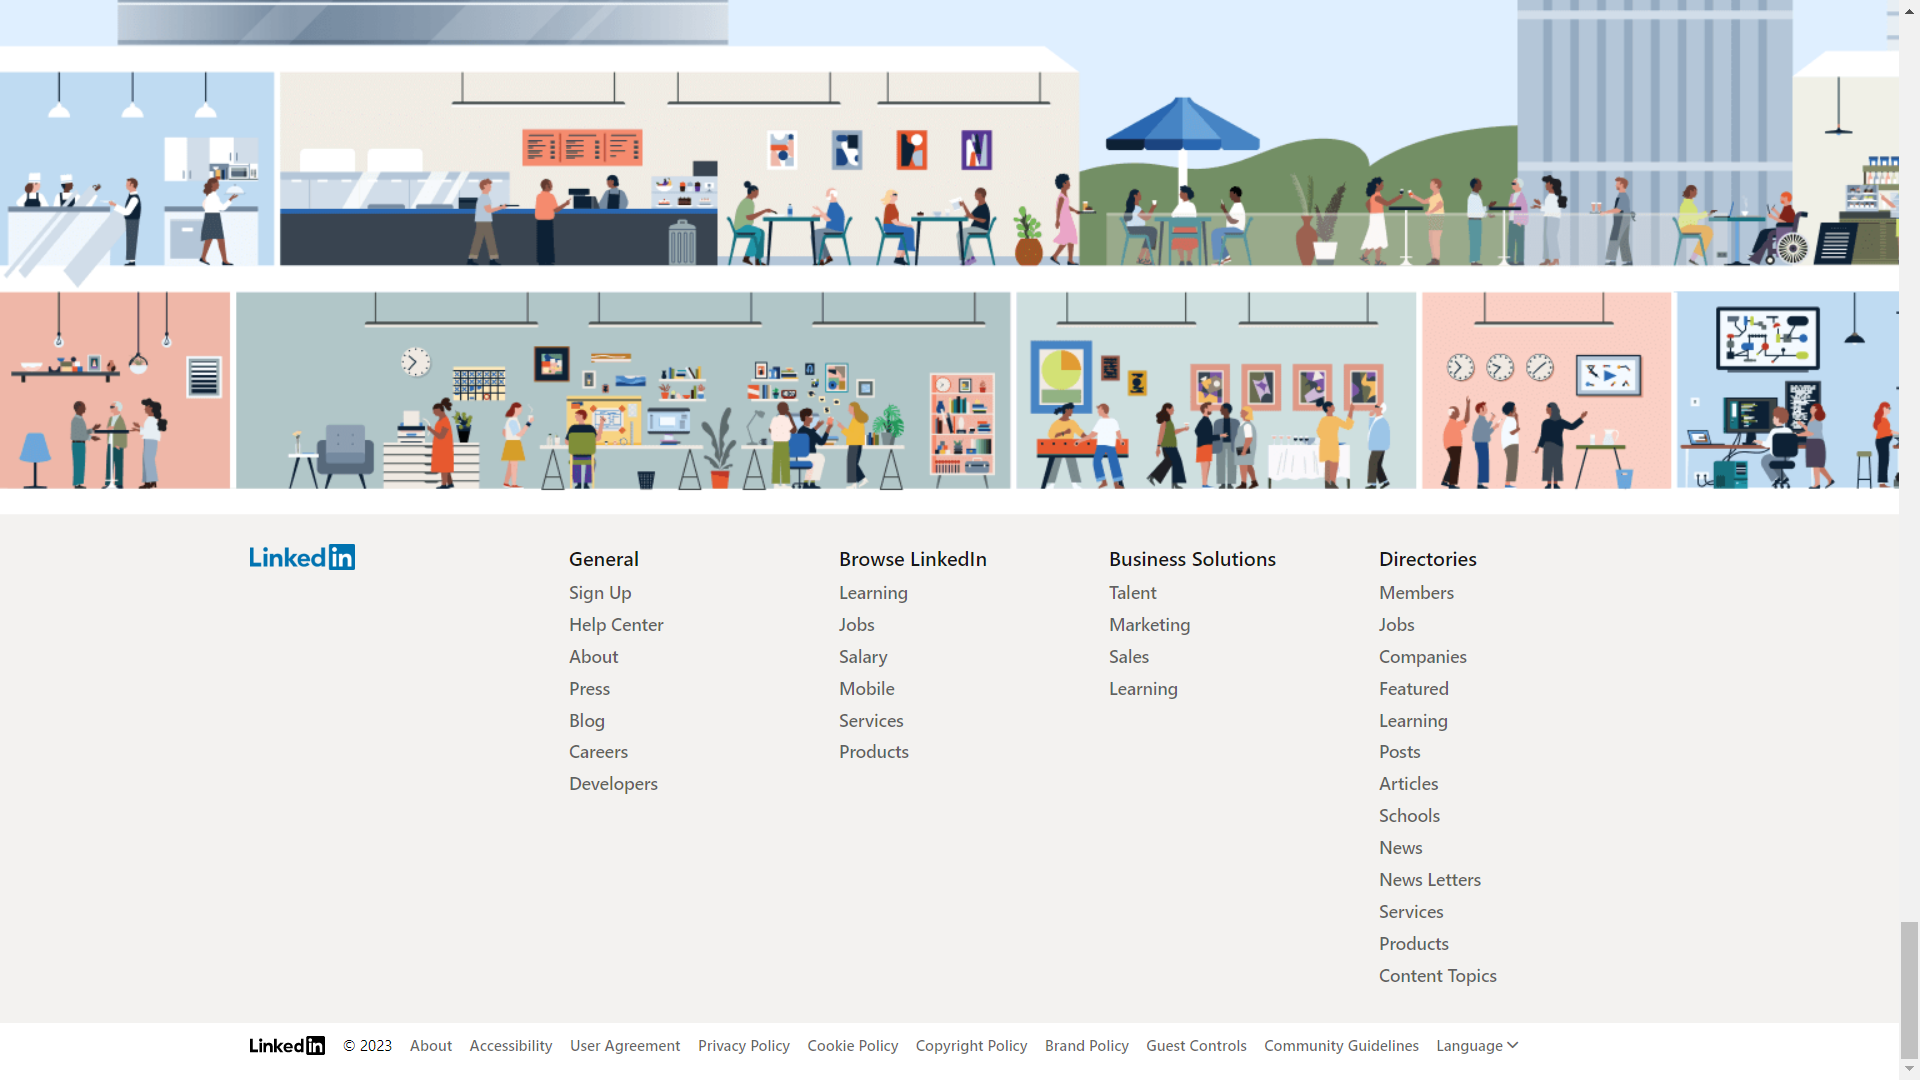 LinkedIn
General
Sign Up
Help Center
About
Press
Blog
Careers
Developers
Browse LinkedIn
Learning
Jobs
Salary
Mobile
Services
Products
Business Solutions
Talent
Marketing
Sales
Learning
Directories
Members
Jobs
Companies
Featured
Learning
Posts
Articles
Schools
News
News Letters
Services
Products
Content Topics
LinkedIn © 2023 About Accessibility User Agreement Privacy Policy Cookie Policy Copyright Policy Brand Policy Guest Controls Community Guidelines Language